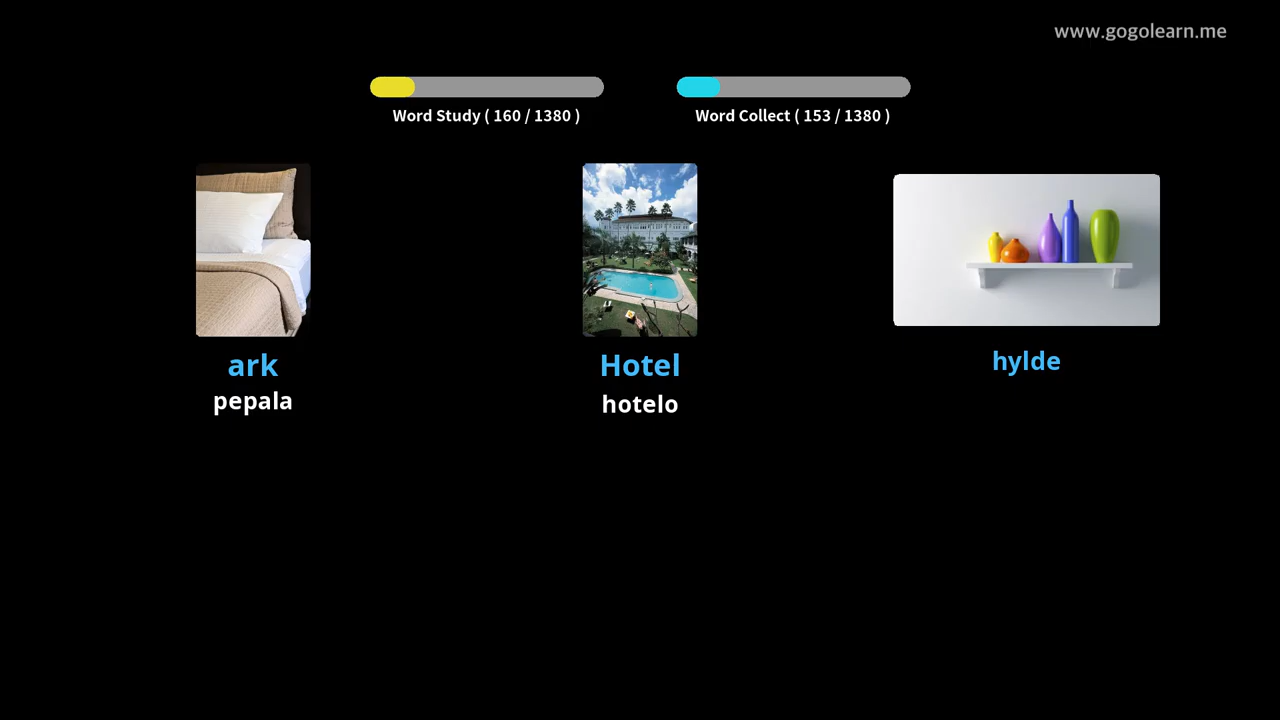 www.gogolearn.me
Word Study ( 160 / 1380 )
Word Collect ( 153 / 1380 )
ark
pepala
Hotel
hotelo
hylde